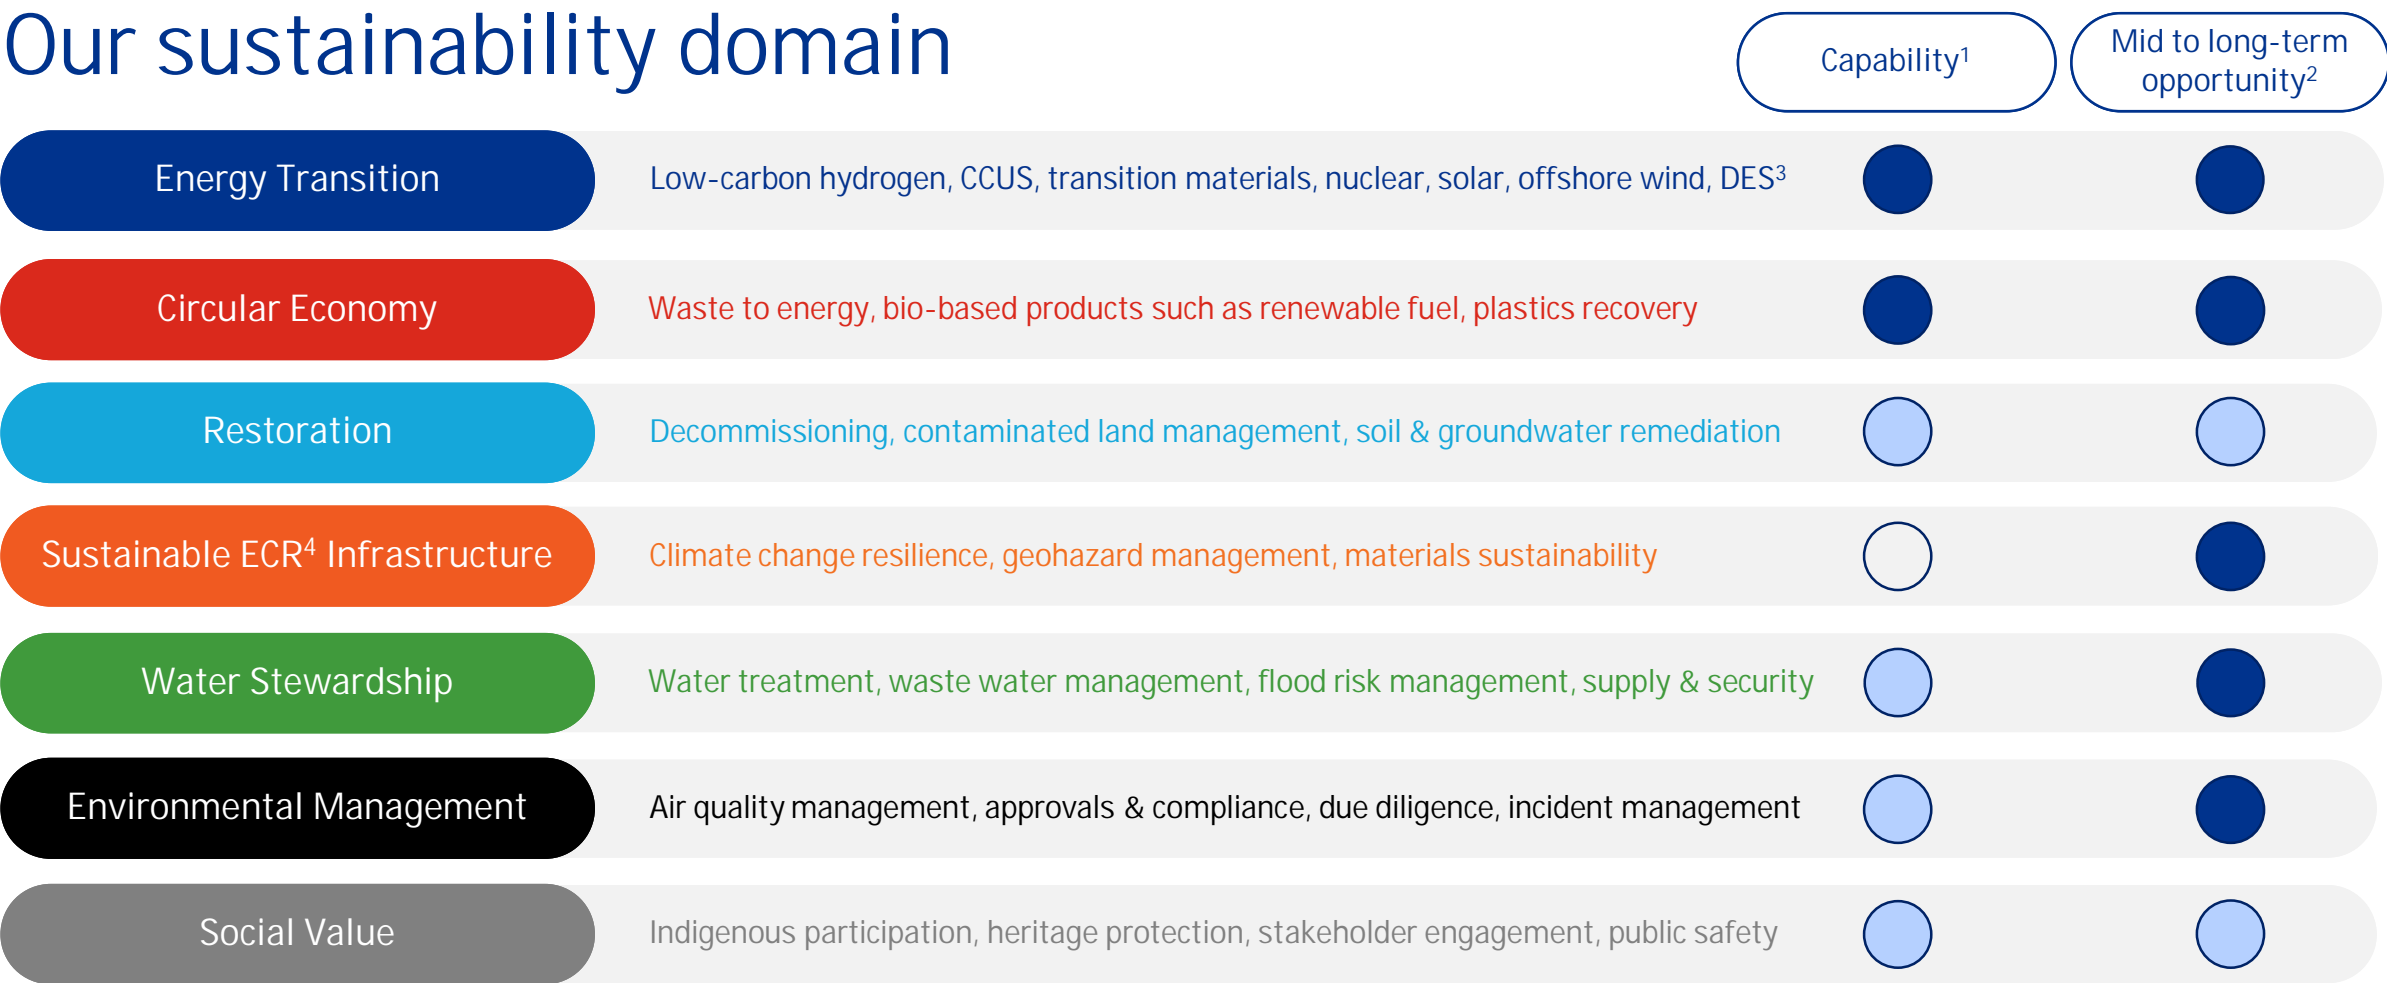 Our sustainability domain
Capability¹
Mid to long-term
opportunity²
Energy Transition
Low-carbon hydrogen, CCUS, transition materials, nuclear, solar, offshore wind, DES³
Circular Economy
Waste to energy, bio-based products such as renewable fuel, plastics recovery
Restoration
Decommissioning, contaminated land management, soil & groundwater remediation
Sustainable ECR⁴ Infrastructure
Climate change resilience, geohazard management, materials sustainability
Water Stewardship
Water treatment, waste water management, flood risk management, supply & security
Environmental Management
Air quality management, approvals & compliance, due diligence, incident management
Social Value
Indigenous participation, heritage protection, stakeholder engagement, public safety